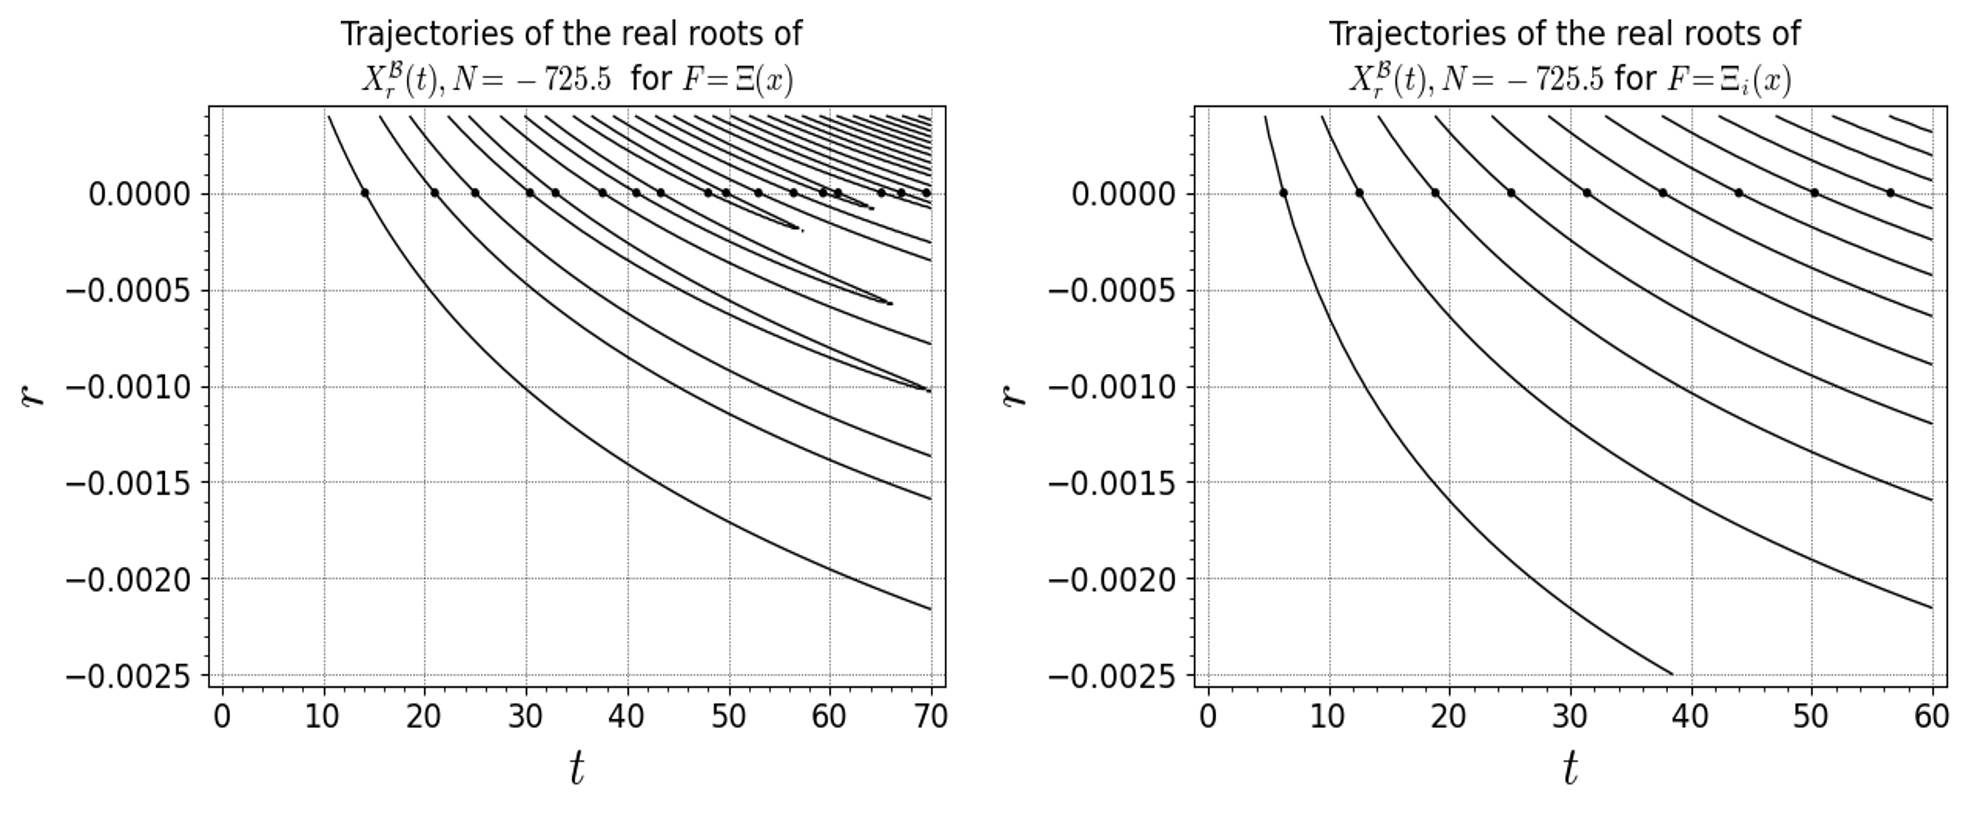 Trajectories of the real roots of
X_r^ℬ(t), N = −725.5 for F = Ξ(x)
0.0000
−0.0005
−0.0010
−0.0015
−0.0020
−0.0025
r
0 10 20 30 40 50 60 70
t
Trajectories of the real roots of
X_r^ℬ(t), N = −725.5 for F = Ξ_i(x)
0.0000
−0.0005
−0.0010
−0.0015
−0.0020
−0.0025
r
0 10 20 30 40 50 60
t